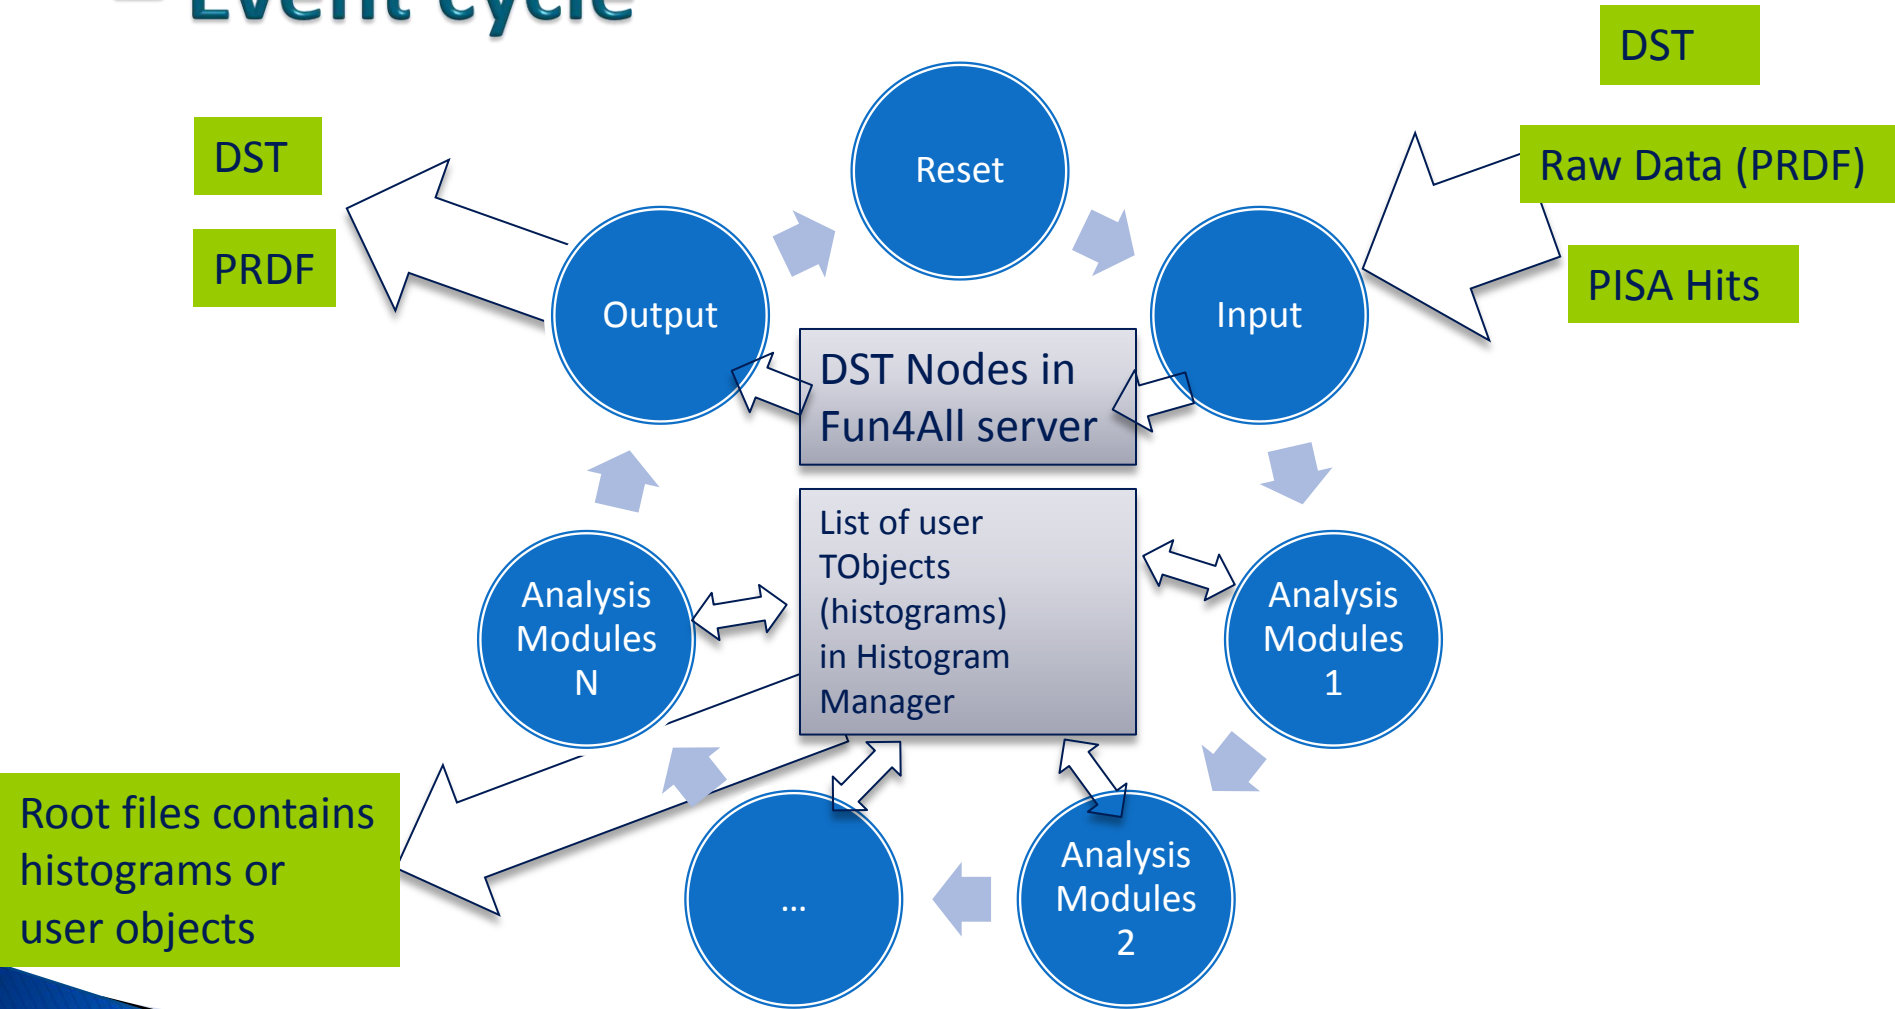 – Event cycle
DST
DST
Raw Data (PRDF)
PRDF
PISA Hits
Reset
Output
Input
DST Nodes in
Fun4All server
List of user
TObjects
(histograms)
in Histogram
Manager
Analysis
Modules
N
Analysis
Modules
1
Root files contains
histograms or
user objects
...
Analysis
Modules
2